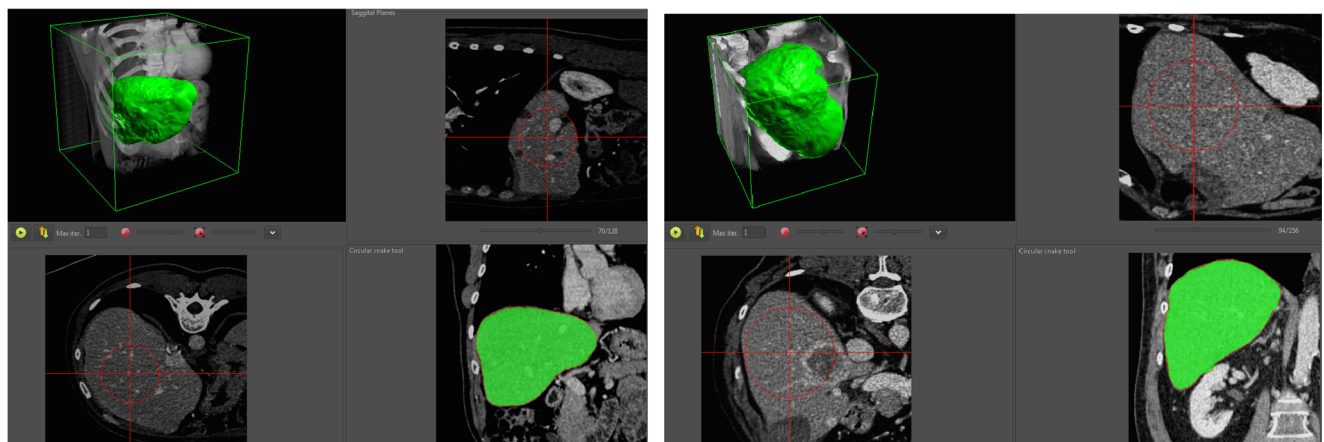 Saggital Planes
Max iter. 1
70/128
Circular snake tool
Max iter. 1
94/256
Circular snake tool